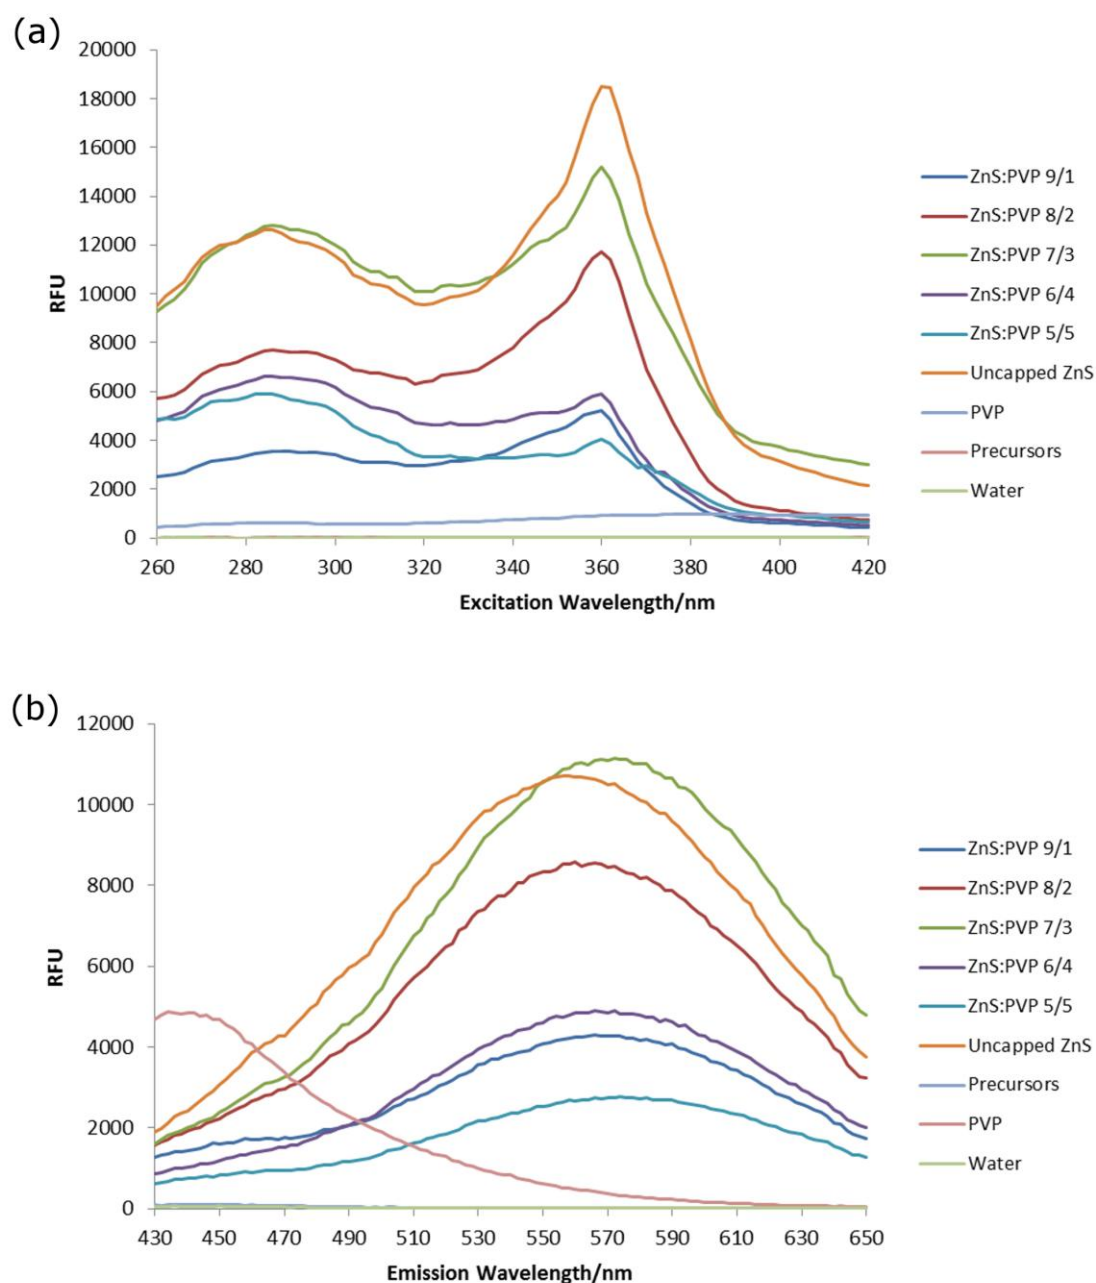 (a)
20000
18000
16000
14000
12000
10000
8000
6000
4000
2000
0
RFU
260 280 300 320 340 360 380 400 420
Excitation Wavelength/nm
ZnS:PVP 9/1
ZnS:PVP 8/2
ZnS:PVP 7/3
ZnS:PVP 6/4
ZnS:PVP 5/5
Uncapped ZnS
PVP
Precursors
Water
(b)
12000
10000
8000
6000
4000
2000
0
RFU
430 450 470 490 510 530 550 570 590 610 630 650
Emission Wavelength/nm
ZnS:PVP 9/1
ZnS:PVP 8/2
ZnS:PVP 7/3
ZnS:PVP 6/4
ZnS:PVP 5/5
Uncapped ZnS
Precursors
PVP
Water